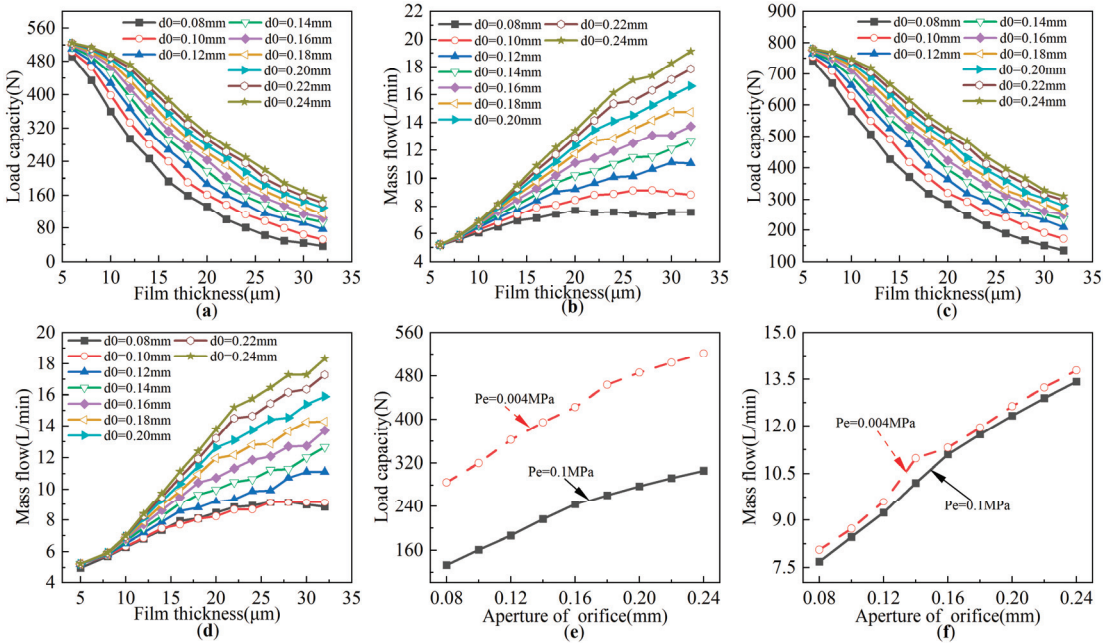 560
480
400
320
240
160
80
0
Load capacity(N)
d0=0.08mm
d0=0.10mm
d0=0.12mm
d0=0.14mm
d0=0.16mm
d0=0.18mm
d0=0.20mm
d0=0.22mm
d0=0.24mm
5 10 15 20 25 30 35
Film thickness(μm)
(a)
22
20
18
16
14
12
10
8
6
4
Mass flow(L/min)
d0=0.08mm
d0=0.10mm
d0=0.12mm
d0=0.14mm
d0=0.16mm
d0=0.18mm
d0=0.20mm
d0=0.22mm
d0=0.24mm
5 10 15 20 25 30 35
Film thickness(μm)
(b)
900
800
700
600
500
400
300
200
100
Load capacity(N)
d0=0.08mm
d0=0.10mm
d0=0.12mm
d0=0.14mm
d0=0.16mm
d0=0.18mm
d0−0.20mm
d0=0.22mm
d0=0.24mm
5 10 15 20 25 30 35
Film thickness(μm)
(c)
20
18
16
14
12
10
8
6
4
Mass flow(L/min)
d0=0.08mm
d0−0.10mm
d0=0.12mm
d0=0.14mm
d0=0.16mm
d0=0.18mm
d0=0.20mm
d0=0.22mm
d0−0.24mm
5 10 15 20 25 30 35
Film thickness(μm)
(d)
560
480
400
320
240
160
Load capacity(N)
Pe=0.004MPa
Pe=0.1MPa
0.08 0.12 0.16 0.20 0.24
Aperture of orifice(mm)
(e)
15.0
13.5
12.0
10.5
9.0
7.5
Mass flow(L/min)
Pe=0.004MPa
Pe=0.1MPa
0.08 0.12 0.16 0.20 0.24
Aperture of orifice(mm)
(f)